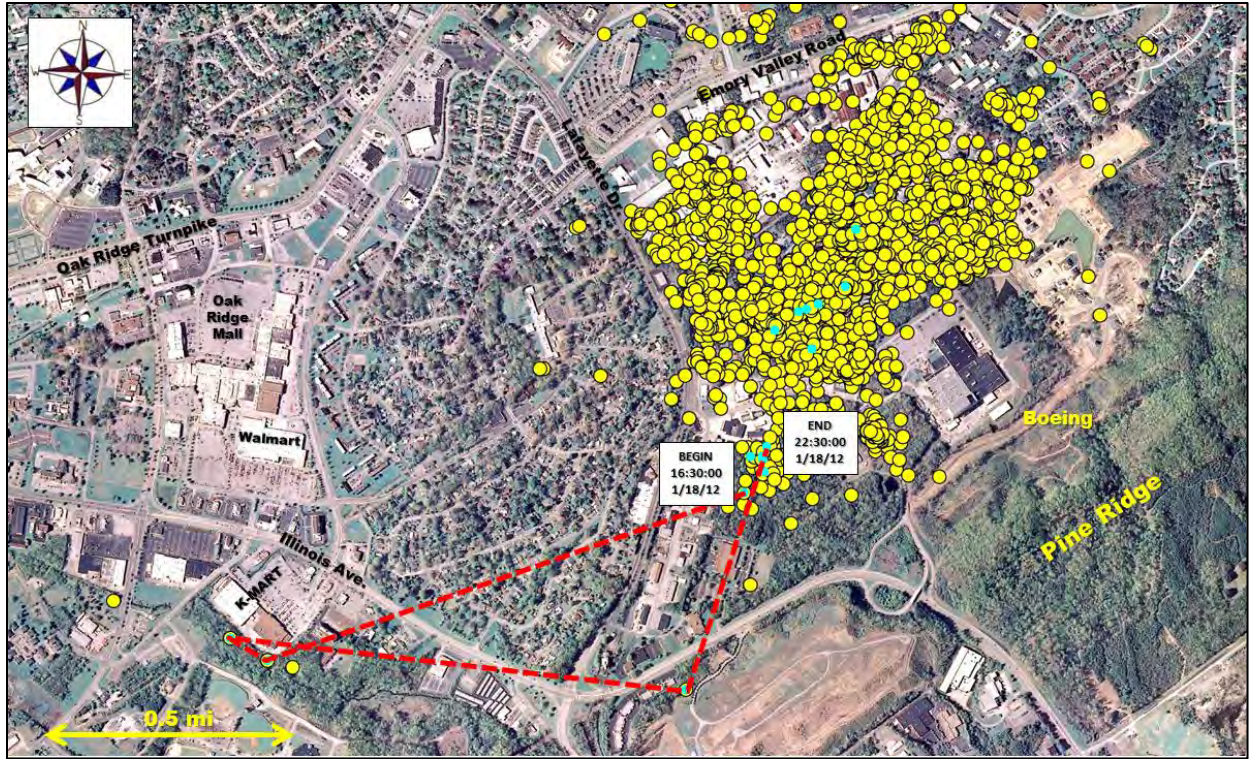 N
W
E
S
Emory Valley Road
Lafayette Dr.
Oak Ridge Turnpike
Oak
Ridge
Mall
Walmart
END
22:30:00
1/18/12
BEGIN
16:30:00
1/18/12
Boeing
Pine Ridge
Illinois Ave.
K-MART
0.5 mi